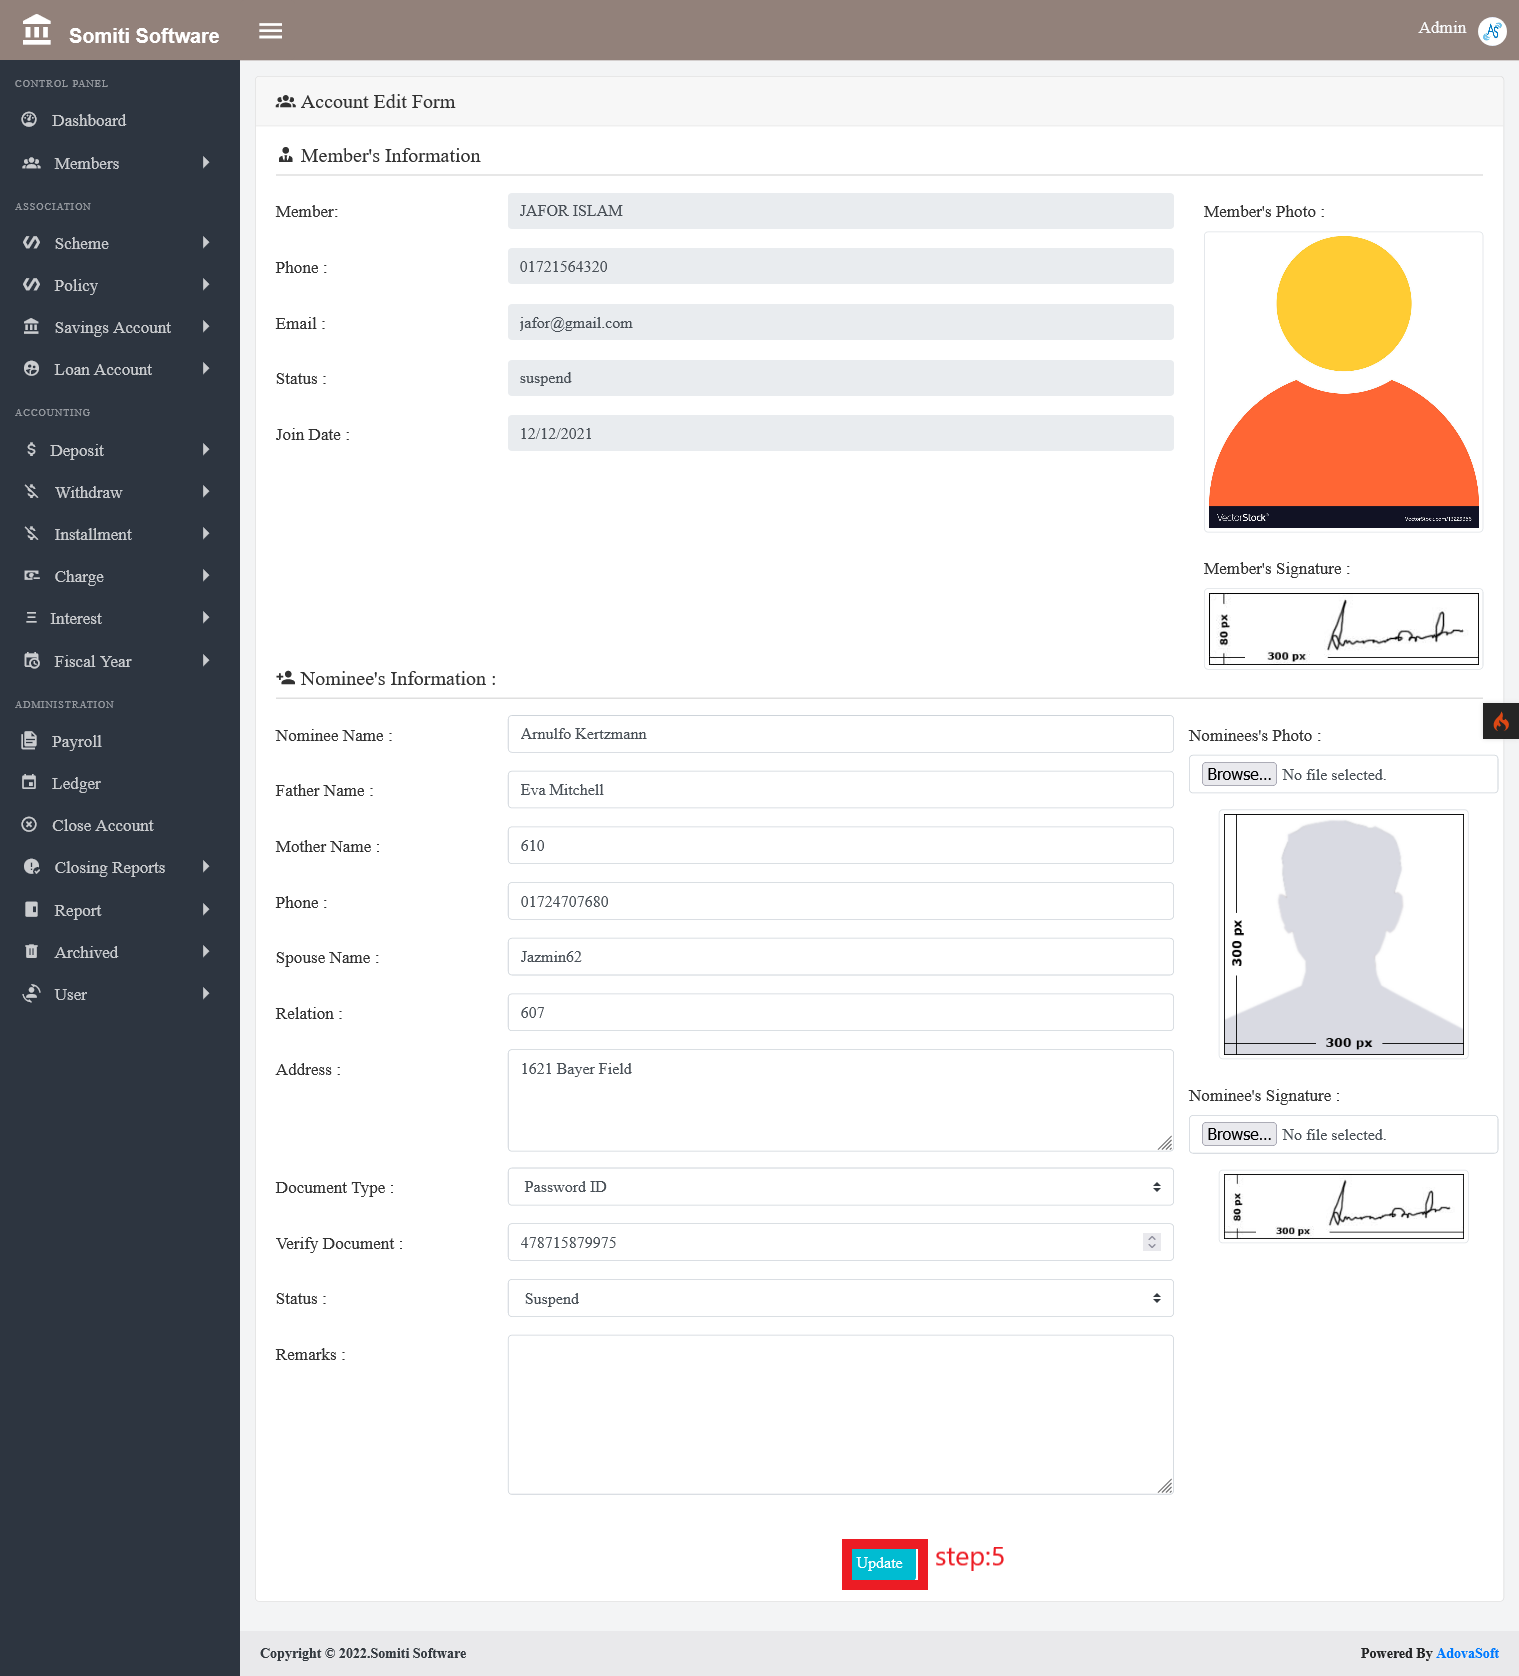 Somiti Software
Admin
CONTROL PANEL
Dashboard
Members
ASSOCIATION
Scheme
Policy
Savings Account
Loan Account
ACCOUNTING
Deposit
Withdraw
Installment
Charge
Interest
Fiscal Year
ADMINISTRATION
Payroll
Ledger
Close Account
Closing Reports
Report
Archived
User
Account Edit Form
Member's Information
Member: JAFOR ISLAM
Phone : 01721564320
Email : jafor@gmail.com
Status : suspend
Join Date : 12/12/2021
Member's Photo :
VectorStock
Member's Signature :
80 px
300 px
Nominee's Information :
Nominee Name : Arnulfo Kertzmann
Father Name : Eva Mitchell
Mother Name : 610
Phone : 01724707680
Spouse Name : Jazmin62
Relation : 607
Address : 1621 Bayer Field
Document Type : Password ID
Verify Document : 478715879975
Status : Suspend
Remarks :
Nominees's Photo :
Browse... No file selected.
300 px
300 px
Nominee's Signature :
Browse... No file selected.
80 px
300 px
Update step:5
Copyright © 2022.Somiti Software
Powered By AdovaSoft